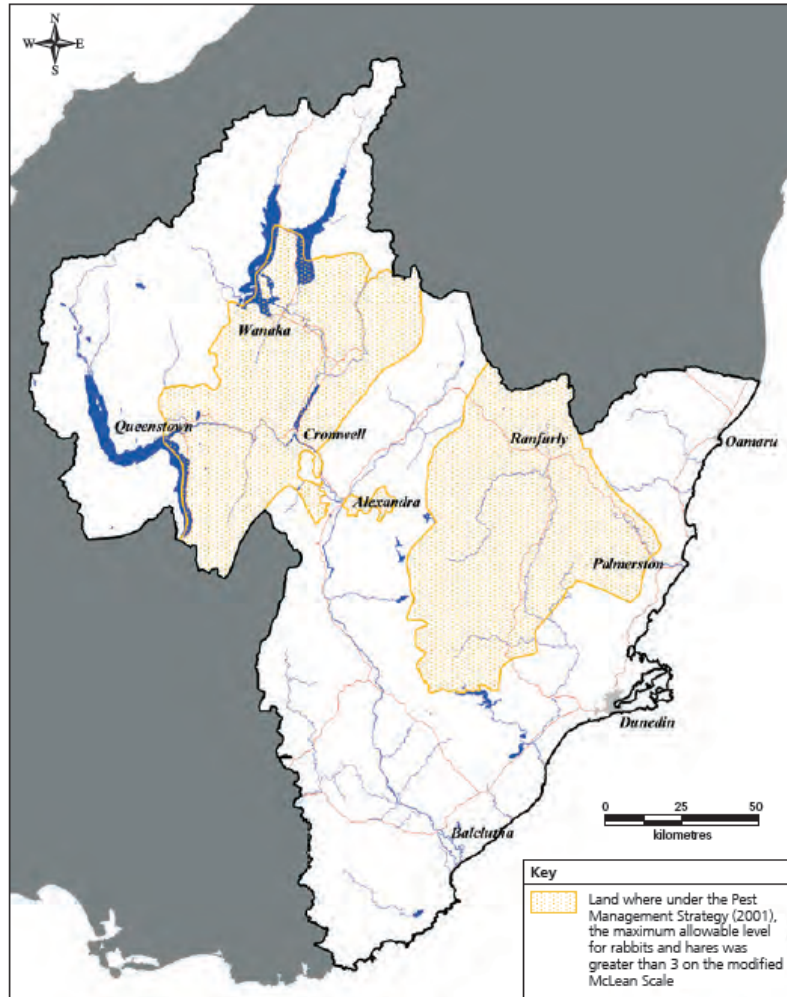 N
W E
S
Wanaka
Queenstown
Cromwell
Ranfurly
Oamaru
Alexandra
Palmerston
Dunedin
0 25 50
kilometres
Balclutha
Key
Land where under the Pest
Management Strategy (2001),
the maximum allowable level
for rabbits and hares was
greater than 3 on the modified
McLean Scale